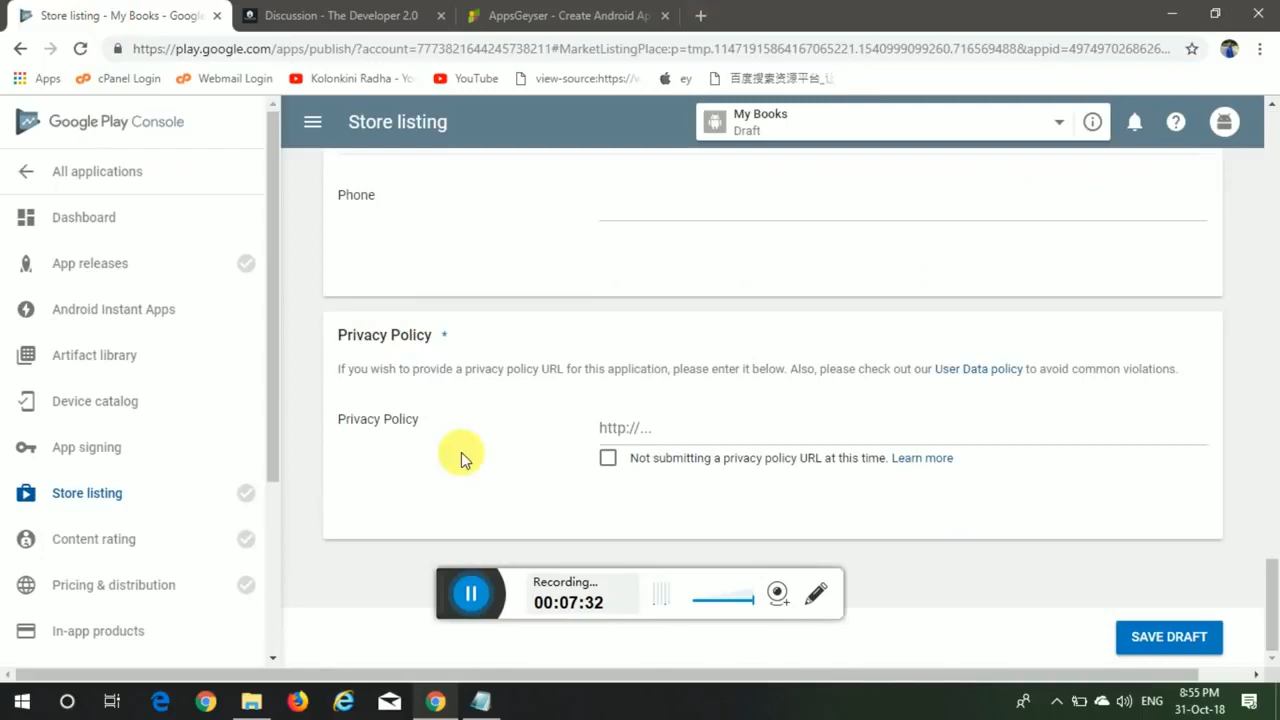 Store listing - My Books - Google
Discussion - The Developer 2.0
AppsGeyser - Create Android Ap
https://play.google.com/apps/publish/?account=7773821644245738211#MarketListingPlace:p=tmp.11471915864167065221.1540999099260.716569488&appid=4974970268626...
Apps
cPanel Login
Webmail Login
Kolonkini Radha - Yo
YouTube
view-source:https://v
ey
百度搜索资源平台_让
Google Play Console
Store listing
My Books
Draft
All applications
Dashboard
App releases
Android Instant Apps
Artifact library
Device catalog
App signing
Store listing
Content rating
Pricing & distribution
In-app products
Phone
Privacy Policy *
If you wish to provide a privacy policy URL for this application, please enter it below. Also, please check out our User Data policy to avoid common violations.
Privacy Policy
http://...
Not submitting a privacy policy URL at this time. Learn more
Recording...
00:07:32
SAVE DRAFT
ENG
8:55 PM
31-Oct-18